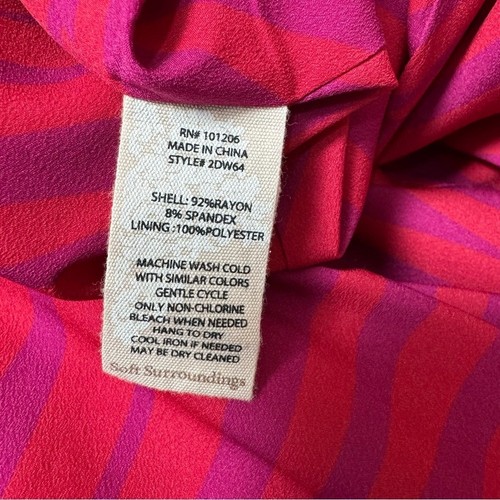 RN# 101206
MADE IN CHINA
STYLE# 2DW64
SHELL: 92%RAYON
8% SPANDEX
LINING :100%POLYESTER
MACHINE WASH COLD
WITH SIMILAR COLORS
GENTLE CYCLE
ONLY NON-CHLORINE
BLEACH WHEN NEEDED
HANG TO DRY
COOL IRON IF NEEDED
MAY BE DRY CLEANED
Soft Surroundings